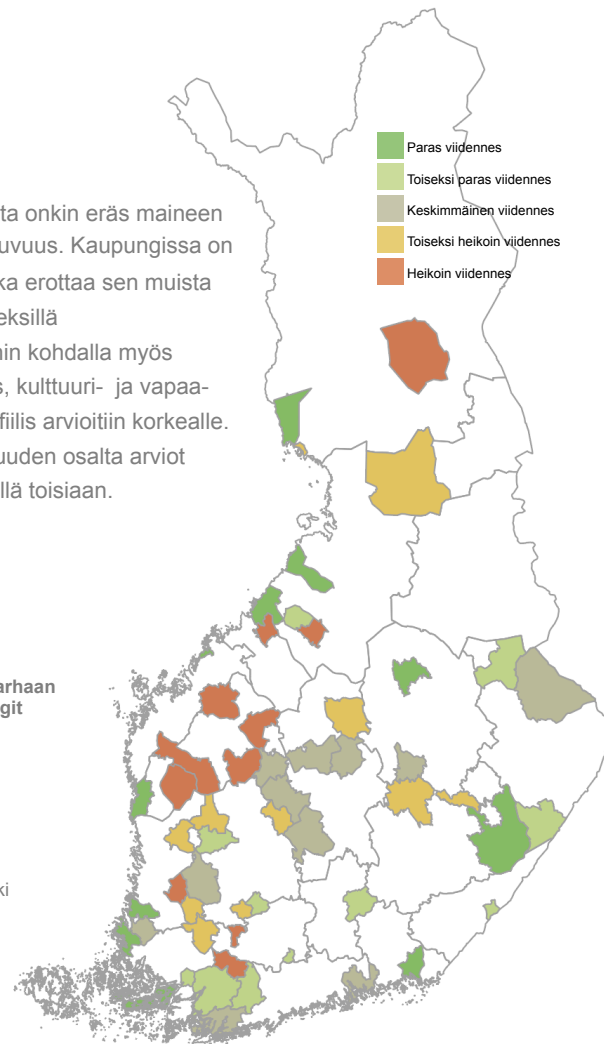 Paras viidennes
Toiseksi paras viidennes
Keskimmäinen viidennes
Toiseksi heikoin viidennes
Heikoin viidennes
ta onkin eräs maineen
uvuus. Kaupungissa on
ka erottaa sen muista
eksillä
nin kohdalla myös
s, kulttuuri- ja vapaa-
fiilis arvioitiin korkealle.
uuden osalta arviot
llä toisiaan.
arhaan
git
ki